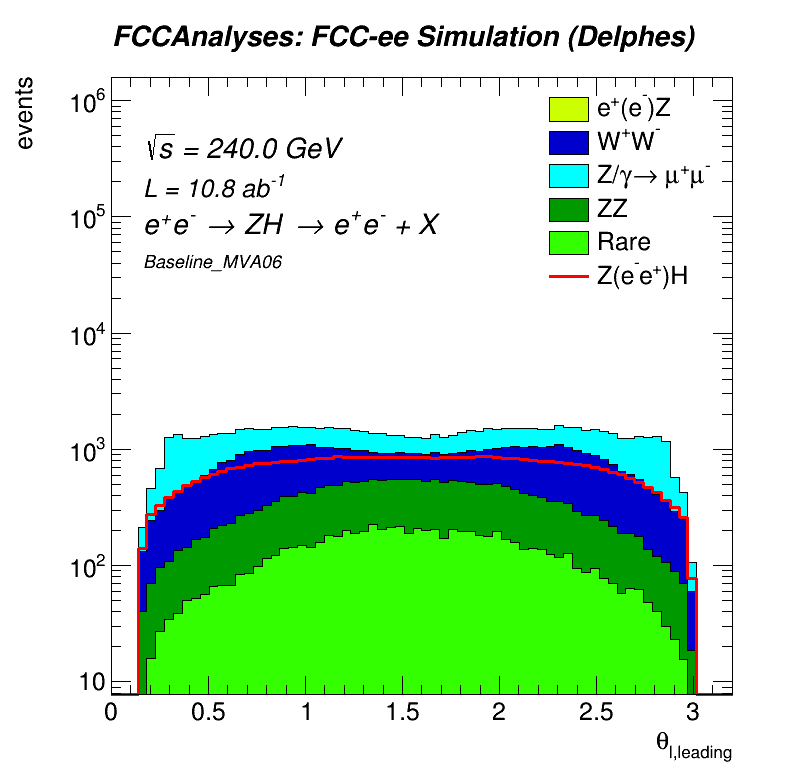 FCCAnalyses: FCC-ee Simulation (Delphes)
events
10⁶
10⁵
10⁴
10³
10²
10
√s = 240.0 GeV
L = 10.8 ab⁻¹
e⁺e⁻ → ZH → e⁺e⁻ + X
Baseline_MVA06
e⁺(e⁻)Z
W⁺W⁻
Z/γ→ μ⁺μ⁻
ZZ
Rare
Z(e⁻e⁺)H
0 0.5 1 1.5 2 2.5 3
θl,leading